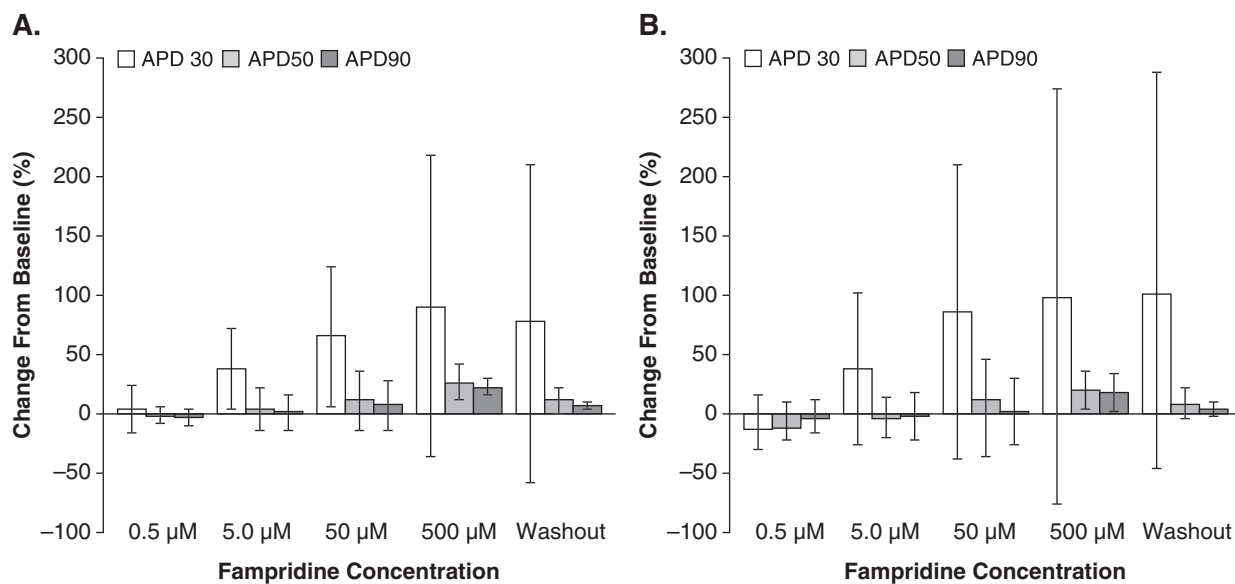 A.
300
250
200
150
100
50
0
–50
–100
Change From Baseline (%)
APD 30 APD50 APD90
0.5 µM 5.0 µM 50 µM 500 µM Washout
Fampridine Concentration
B.
300
250
200
150
100
50
0
–50
–100
Change From Baseline (%)
APD 30 APD50 APD90
0.5 µM 5.0 µM 50 µM 500 µM Washout
Fampridine Concentration